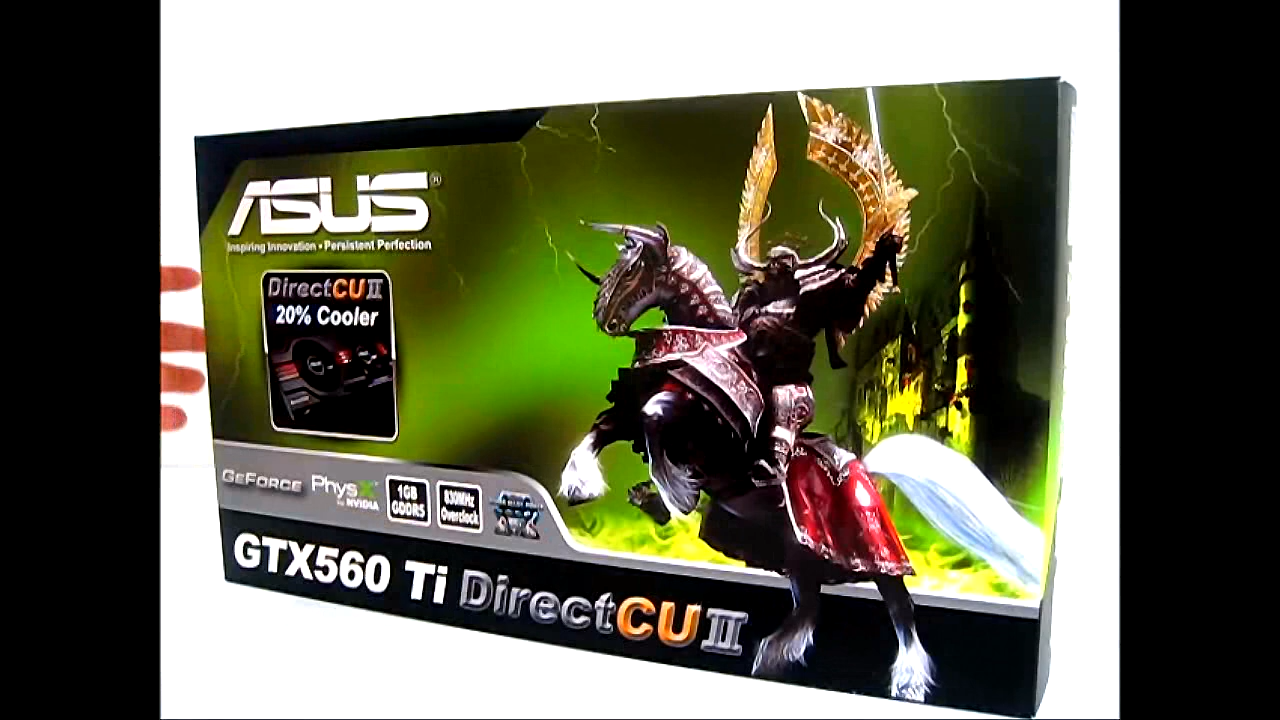 ASUS®
Inspiring Innovation • Persistent Perfection
DirectCU II
20% Cooler
GEFORCE
PhysX™
by NVIDIA
1GB
GDDR5
830MHz
Overclock
GTX560 Ti DirectCU II